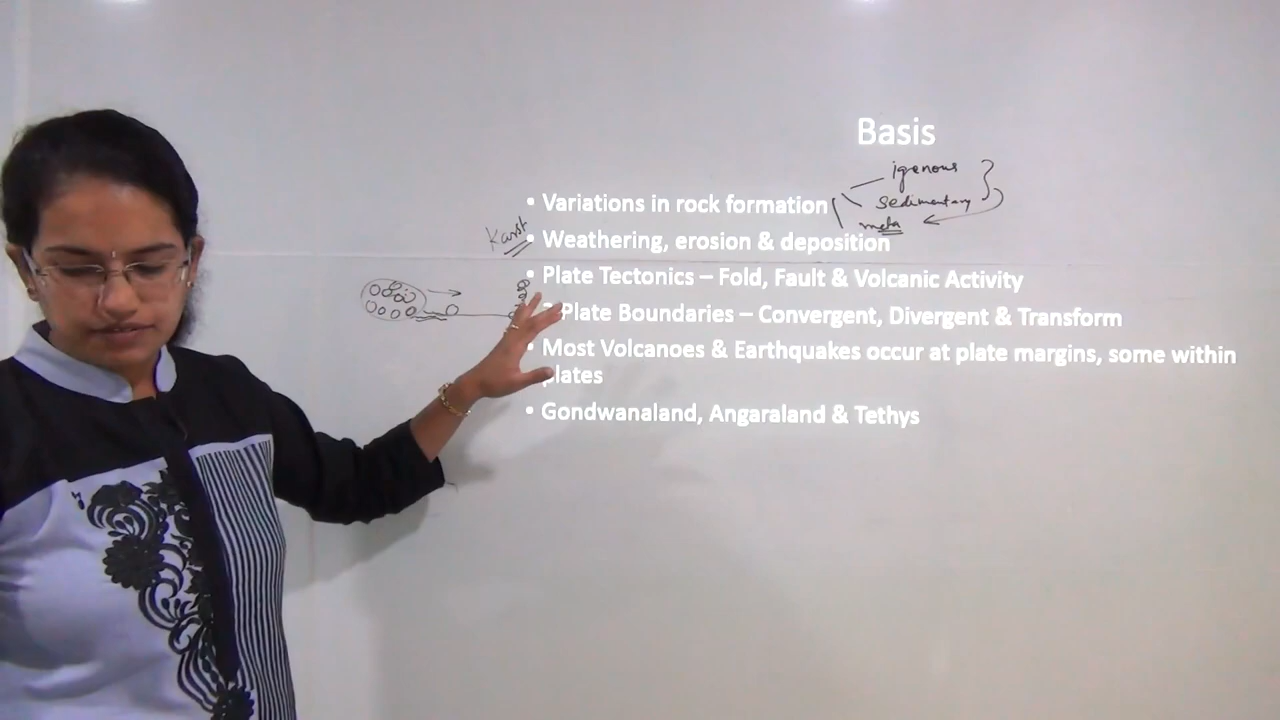 Basis
igenous
• Variations in rock formation
sedimentary
meta
Karst
• Weathering, erosion & deposition
• Plate Tectonics – Fold, Fault & Volcanic Activity
Plate Boundaries – Convergent, Divergent & Transform
• Most Volcanoes & Earthquakes occur at plate margins, some within
plates
• Gondwanaland, Angaraland & Tethys